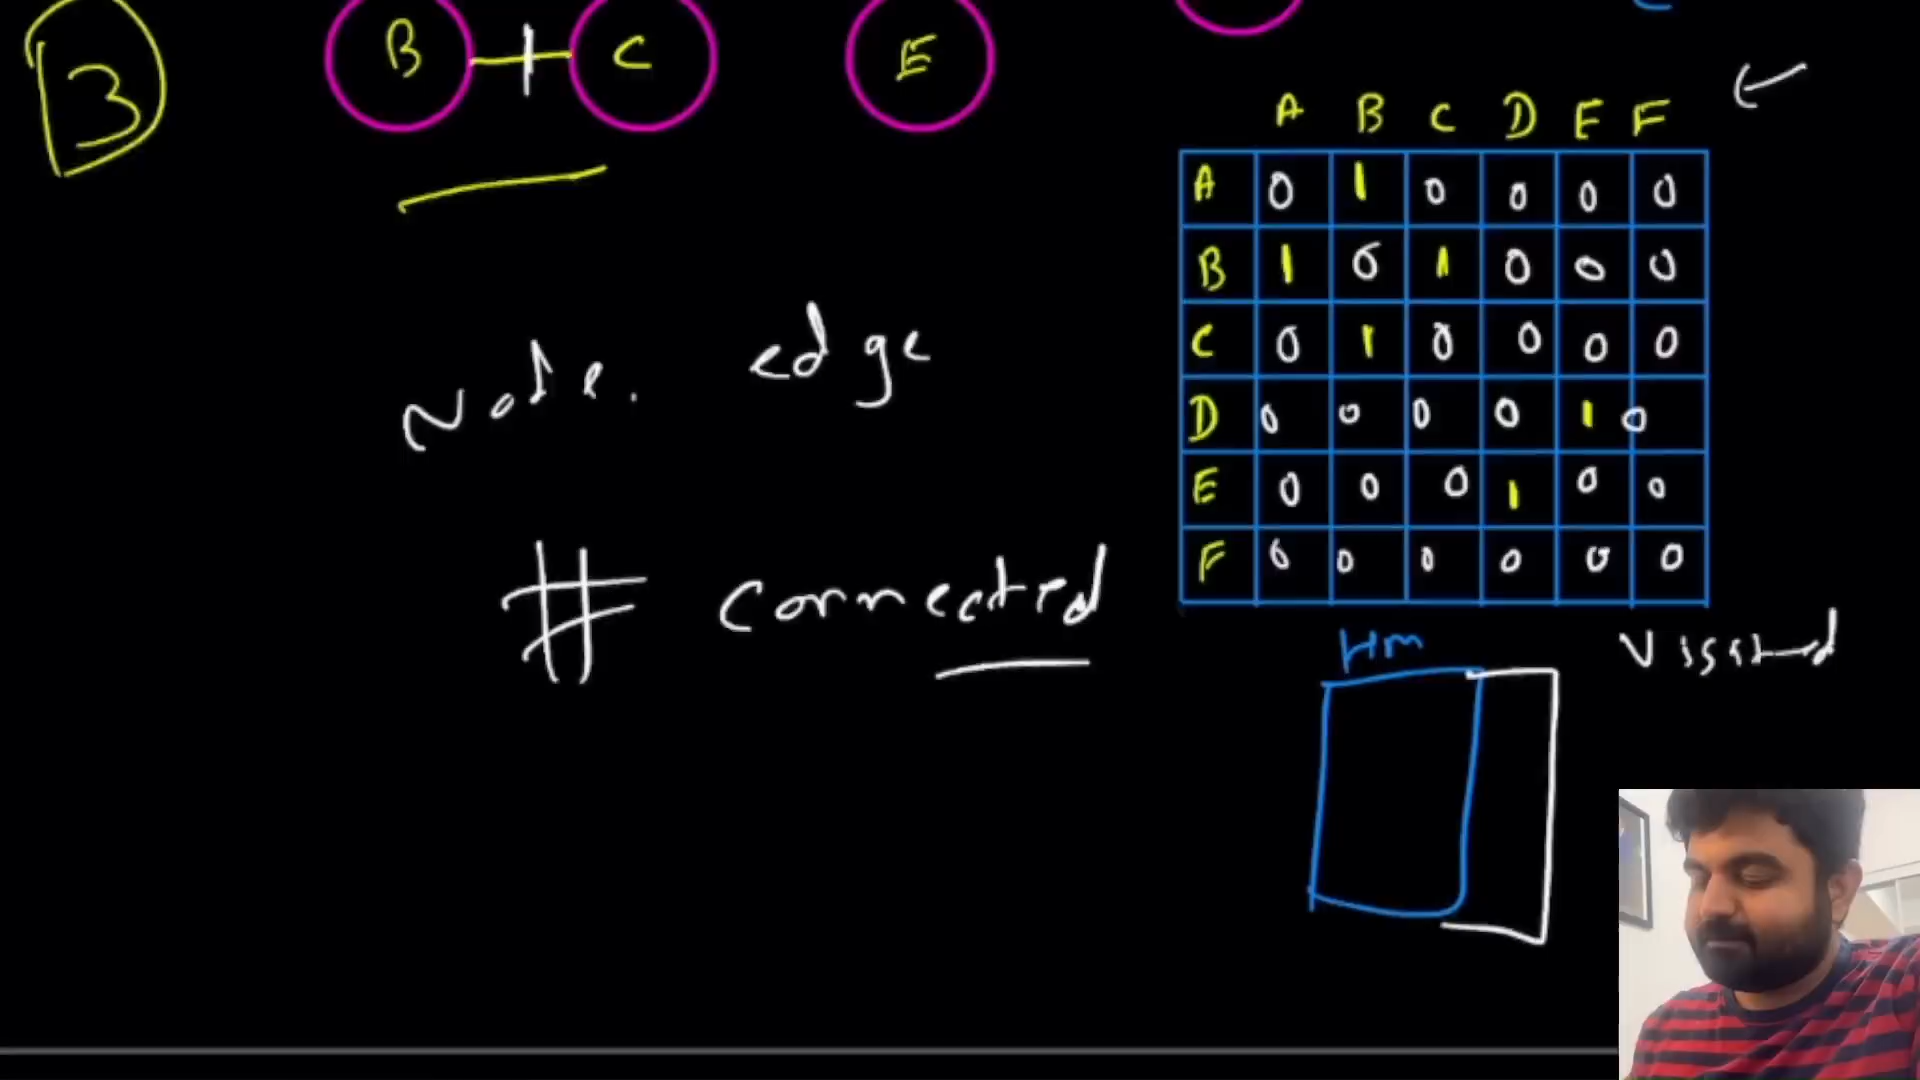 3 B C E
A B C D E F
A 0 1 0 0 0 0
B 1 0 1 0 0 0
C 0 1 0 0 0 0
D 0 0 0 0 1 0
E 0 0 0 1 0 0
F 0 0 0 0 0 0
Node. edge
# connected
Hm